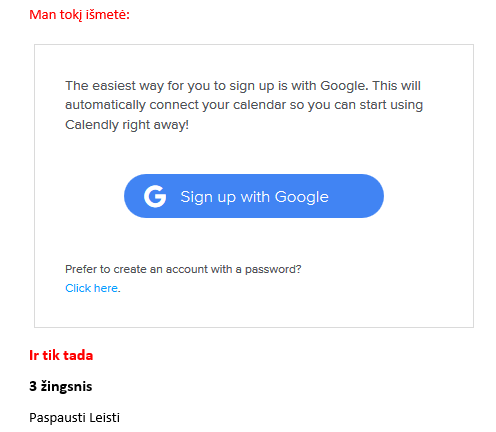 Man tokį išmetė:
The easiest way for you to sign up is with Google. This will
automatically connect your calendar so you can start using
Calendly right away!
Sign up with Google
Prefer to create an account with a password?
Click here.
Ir tik tada
3 žingsnis
Paspausti Leisti